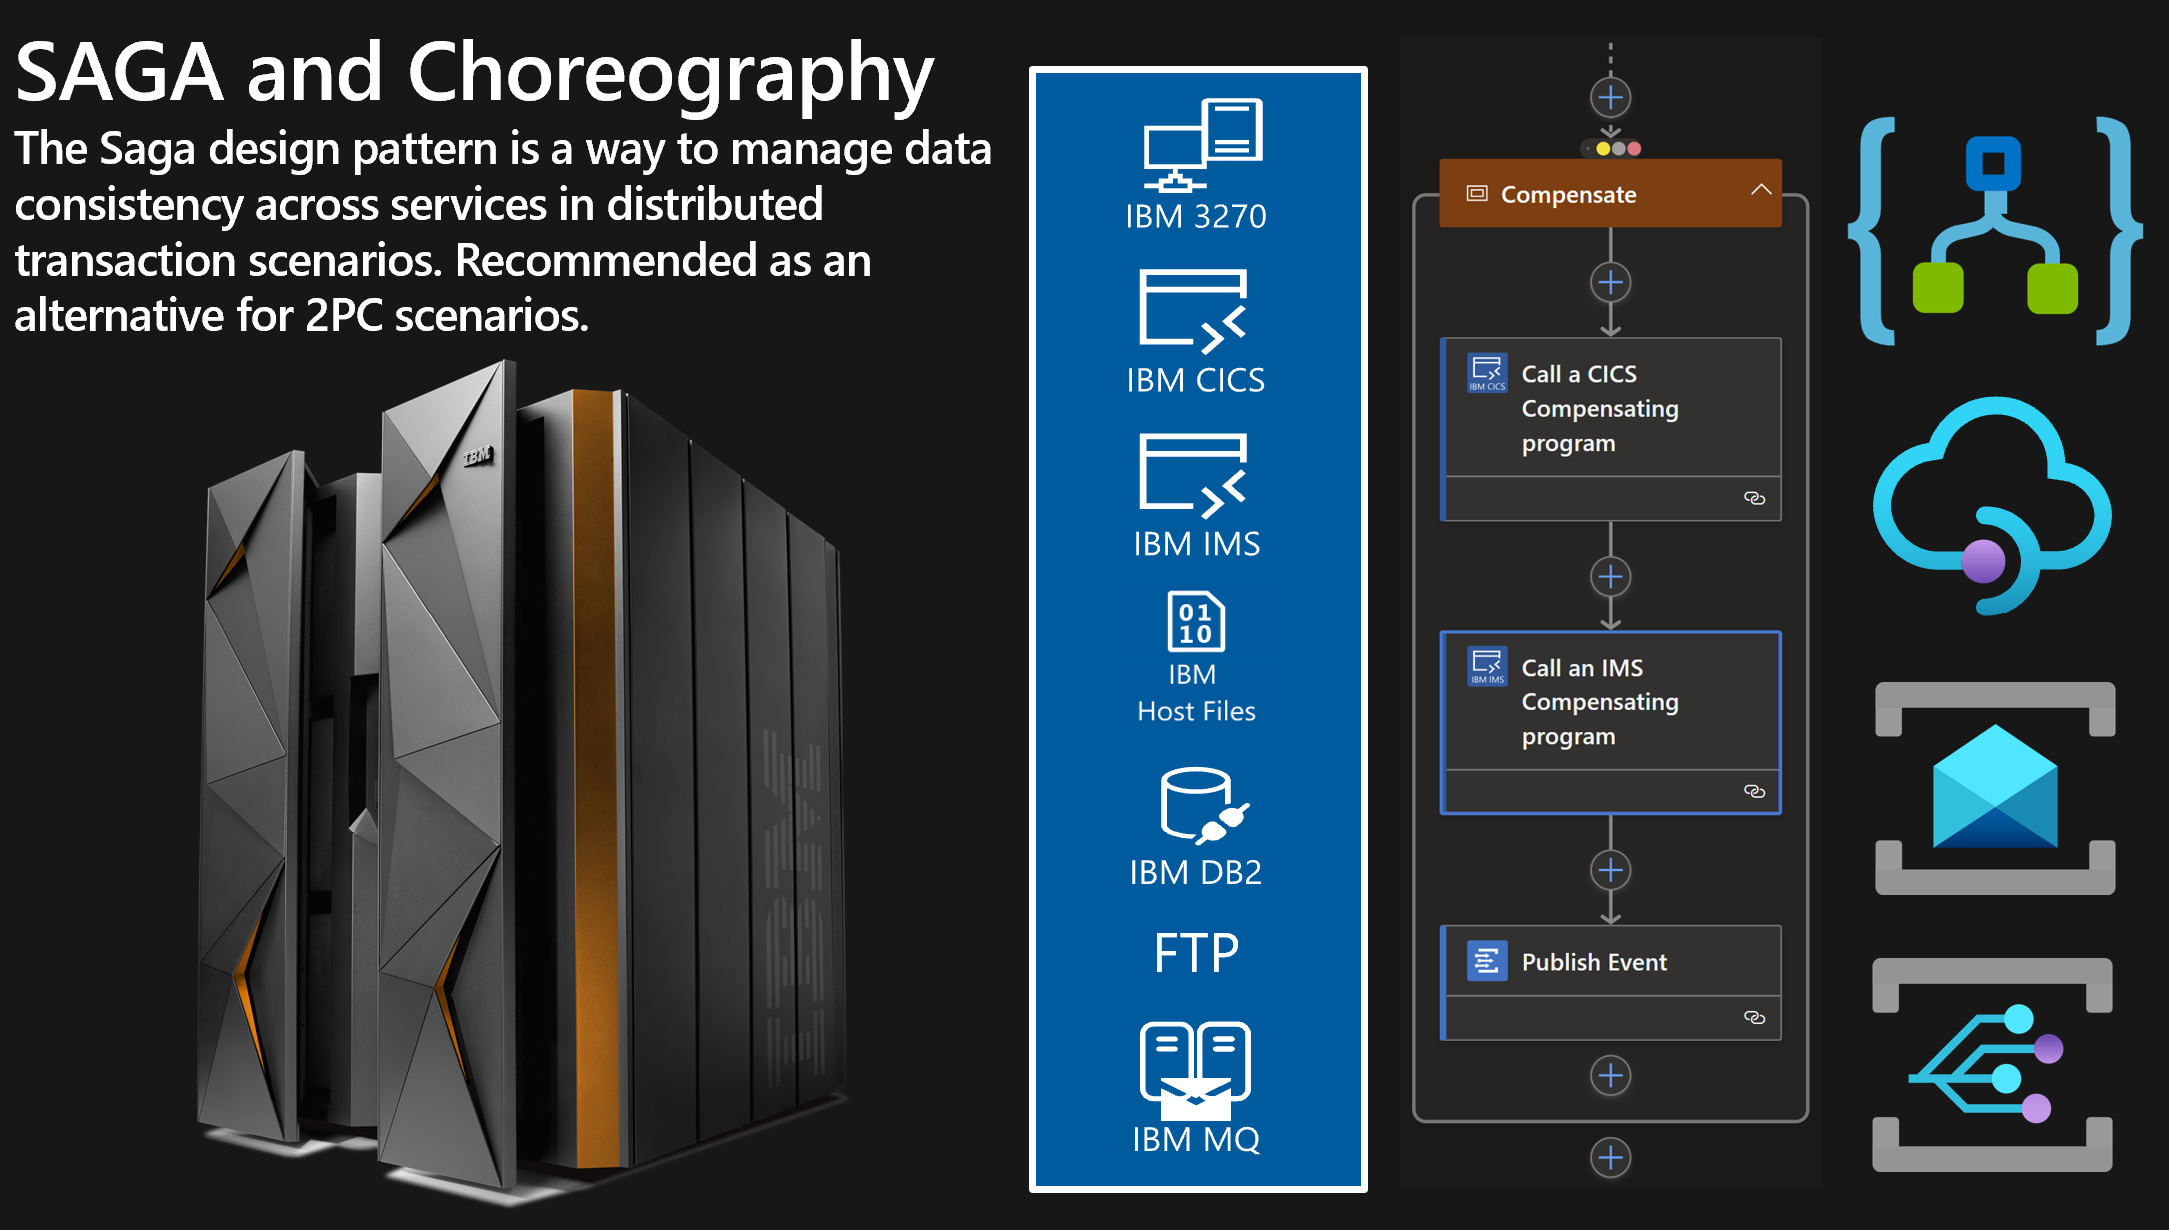 SAGA and Choreography
The Saga design pattern is a way to manage data
consistency across services in distributed
transaction scenarios. Recommended as an
alternative for 2PC scenarios.
IBM
IBM 3270
IBM CICS
IBM IMS
01
10
IBM
Host Files
IBM DB2
FTP
IBM MQ
Compensate
IBM CICS
Call a CICS
Compensating
program
IBM IMS
Call an IMS
Compensating
program
Publish Event